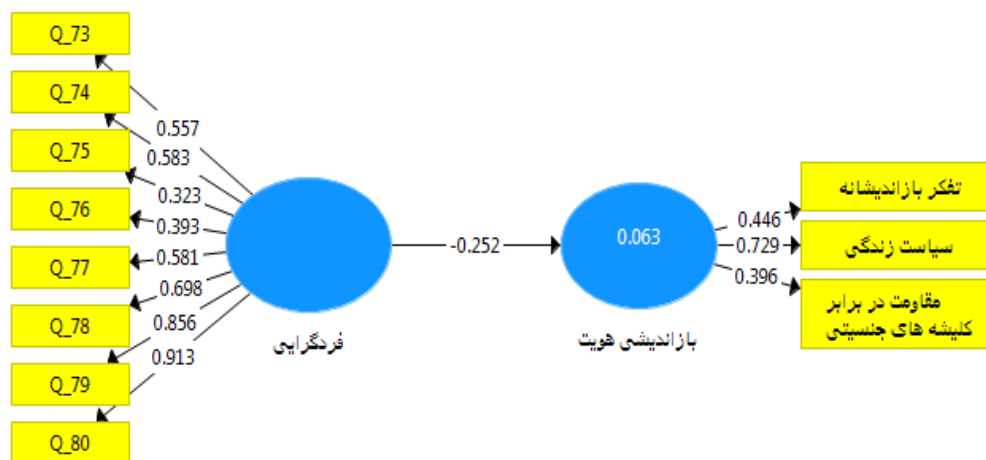 Q_73
Q_74
Q_75
Q_76
Q_77
Q_78
Q_79
Q_80
0.557
0.583
0.323
0.393
0.581
0.698
0.856
0.913
فردگرایی
-0.252
0.063
بازاندیشی هویت
0.446
0.729
0.396
تفکر بازاندیشانه
سیاست زندگی
مقاومت در برابر
کلیشه های جنسیتی